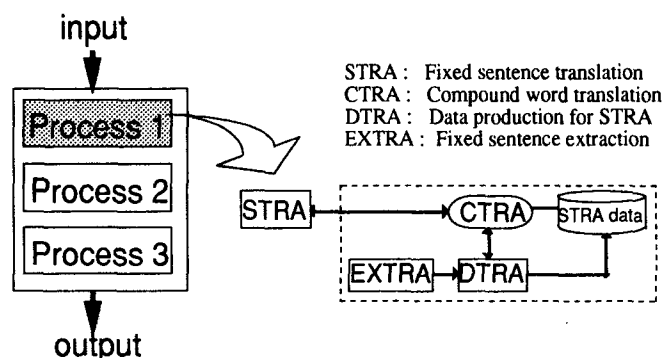 input
Process 1
Process 2
Process 3
output
STRA : Fixed sentence translation
CTRA : Compound word translation
DTRA : Data production for STRA
EXTRA : Fixed sentence extraction
STRA
CTRA
STRA data
EXTRA
DTRA